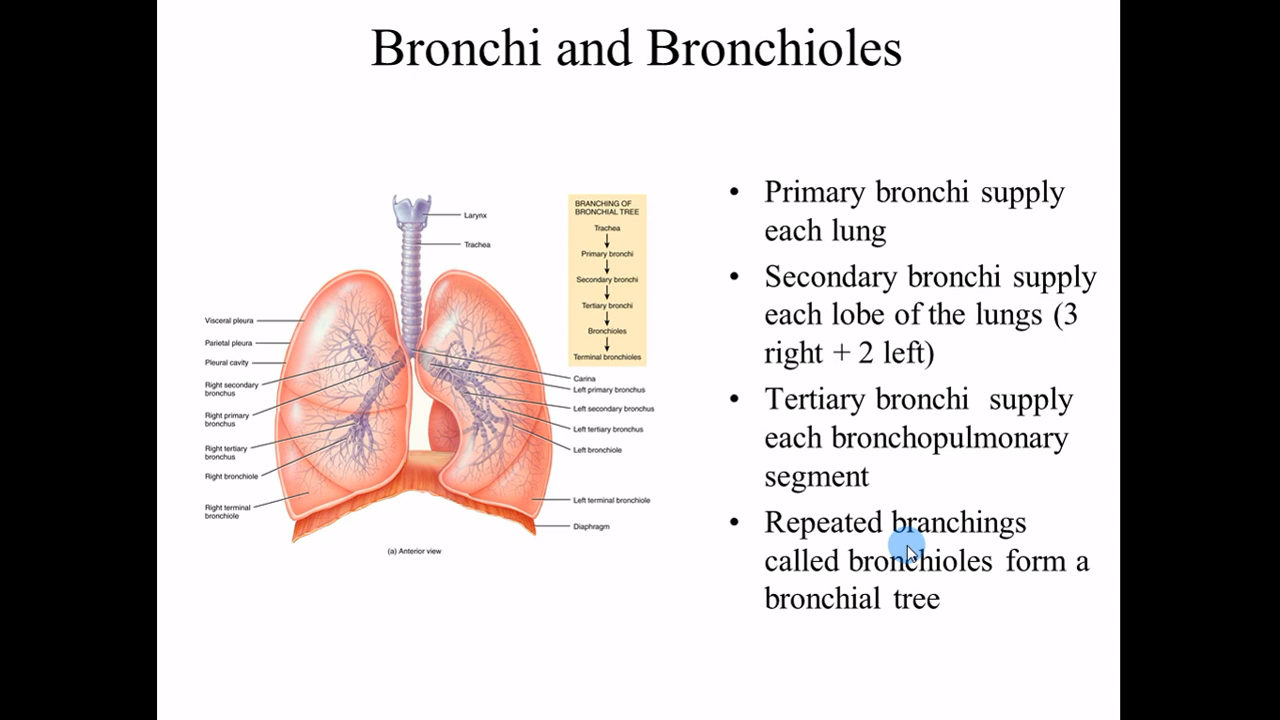 Bronchi and Bronchioles
Larynx
Trachea
Visceral pleura
Parietal pleura
Pleural cavity
Right secondary
bronchus
Right primary
bronchus
Right tertiary
bronchus
Right bronchiole
Right terminal
bronchiole
BRANCHING OF
BRONCHIAL TREE
Trachea
Primary bronchi
Secondary bronchi
Tertiary bronchi
Bronchioles
Terminal bronchioles
Carina
Left primary bronchus
Left secondary bronchus
Left tertiary bronchus
Left bronchiole
Left terminal bronchiole
Diaphragm
(a) Anterior view
• Primary bronchi supply
each lung
• Secondary bronchi supply
each lobe of the lungs (3
right + 2 left)
• Tertiary bronchi supply
each bronchopulmonary
segment
• Repeated branchings
called bronchioles form a
bronchial tree